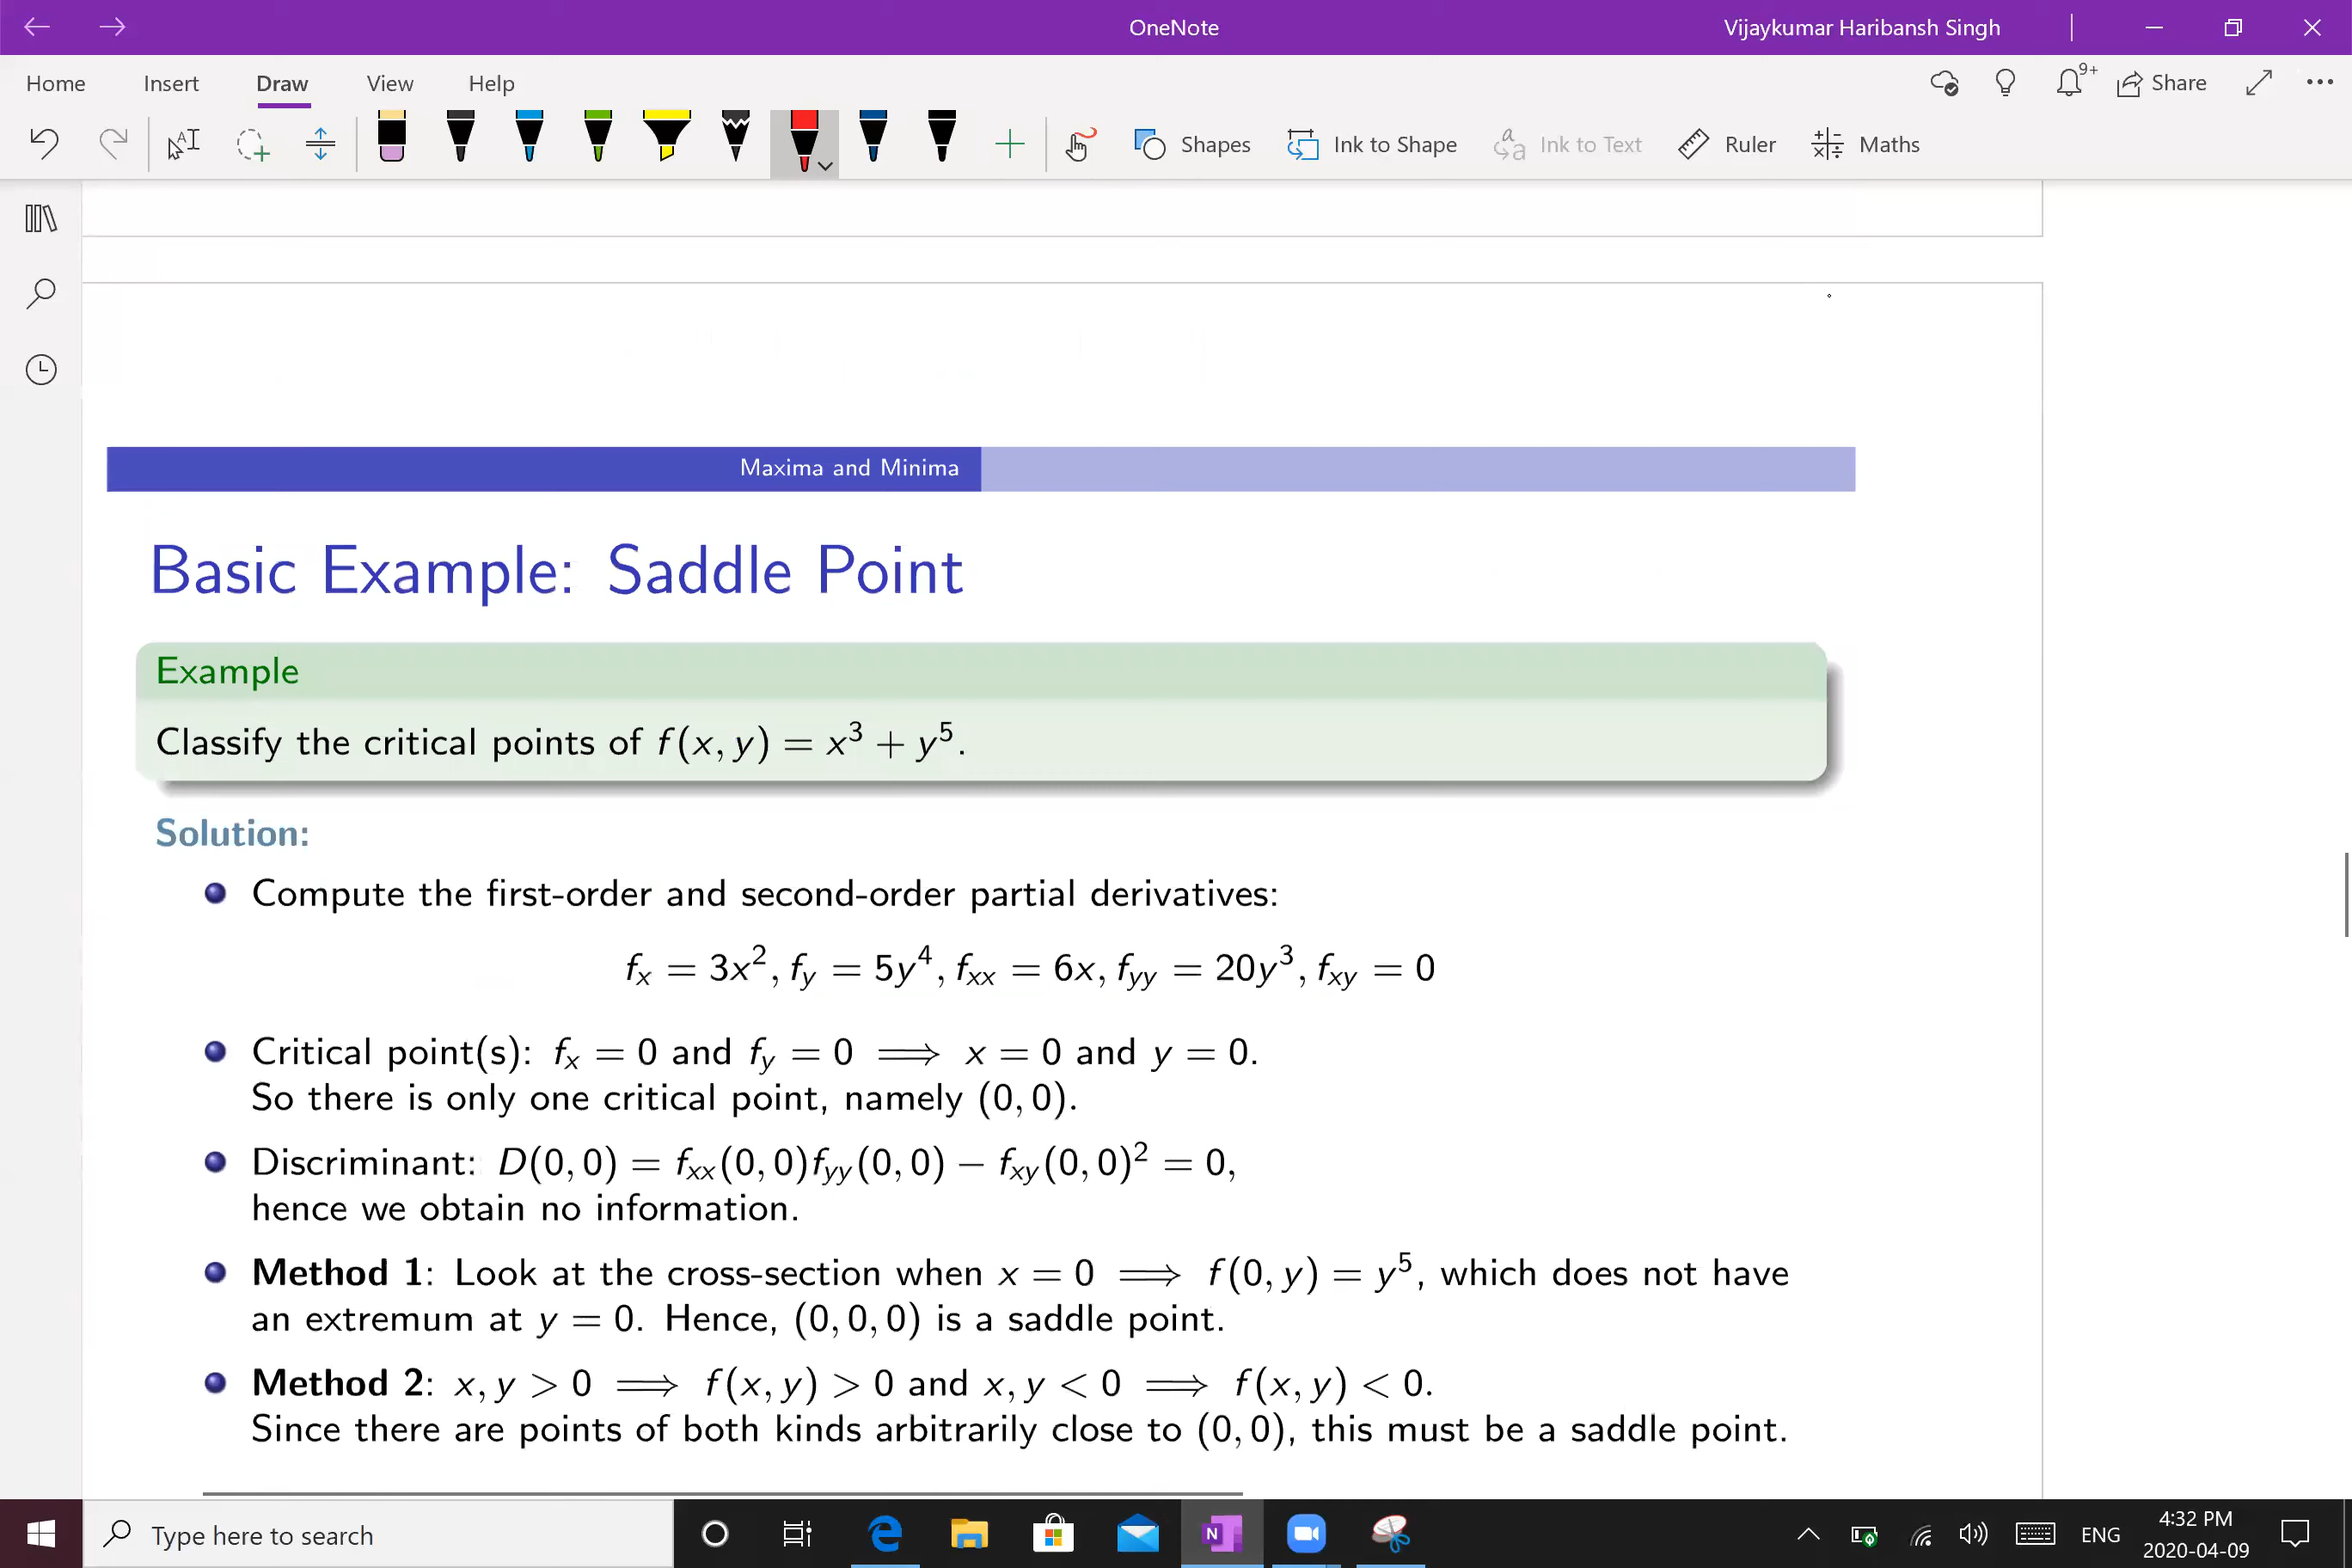 OneNote
Vijaykumar Haribansh Singh
Home Insert Draw View Help
9+
Share
Shapes
Ink to Shape
Ink to Text
Ruler
Maths
Maxima and Minima
Basic Example: Saddle Point
Example
Classify the critical points of f(x, y) = x³ + y⁵.
Solution:
Compute the first-order and second-order partial derivatives:
fₓ = 3x², f_y = 5y⁴, fₓₓ = 6x, f_yy = 20y³, f_xy = 0
Critical point(s): fₓ = 0 and f_y = 0 ⟹ x = 0 and y = 0.
So there is only one critical point, namely (0, 0).
Discriminant: D(0, 0) = fₓₓ(0, 0)f_yy(0, 0) − f_xy(0, 0)² = 0,
hence we obtain no information.
Method 1: Look at the cross-section when x = 0 ⟹ f(0, y) = y⁵, which does not have
an extremum at y = 0. Hence, (0, 0, 0) is a saddle point.
Method 2: x, y > 0 ⟹ f(x, y) > 0 and x, y < 0 ⟹ f(x, y) < 0.
Since there are points of both kinds arbitrarily close to (0, 0), this must be a saddle point.
Type here to search
N
ENG
4:32 PM
2020-04-09